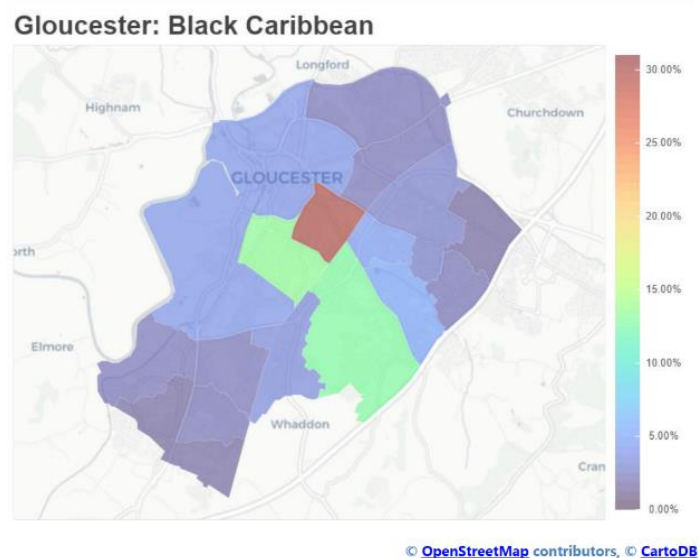 Gloucester: Black Caribbean
Longford
Highnam
Churchdown
GLOUCESTER
orth
Elmore
Whaddon
Cran
30.00%
25.00%
20.00%
15.00%
10.00%
5.00%
0.00%
© OpenStreetMap contributors, © CartoDB